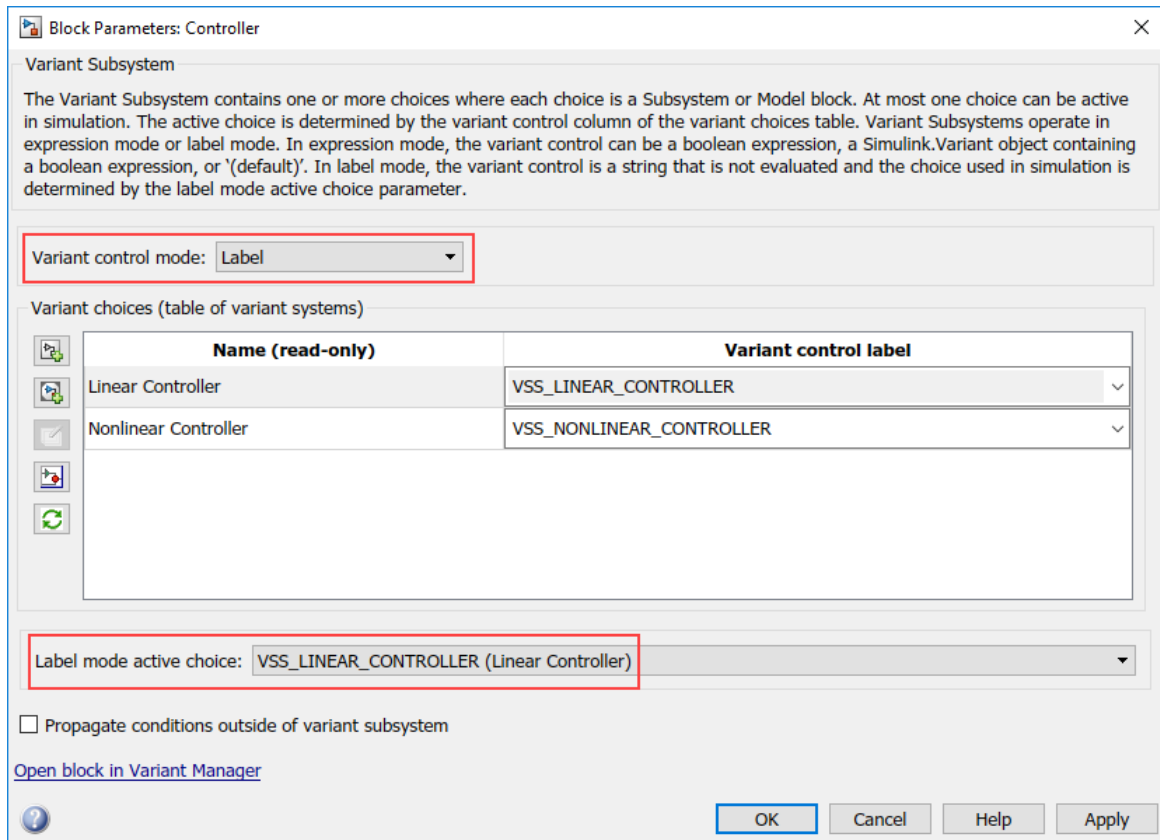 Block Parameters: Controller
Variant Subsystem
The Variant Subsystem contains one or more choices where each choice is a Subsystem or Model block. At most one choice can be active
in simulation. The active choice is determined by the variant control column of the variant choices table. Variant Subsystems operate in
expression mode or label mode. In expression mode, the variant control can be a boolean expression, a Simulink.Variant object containing
a boolean expression, or '(default)'. In label mode, the variant control is a string that is not evaluated and the choice used in simulation is
determined by the label mode active choice parameter.
Variant control mode: Label
Variant choices (table of variant systems)
Name (read-only) Variant control label
Linear Controller VSS_LINEAR_CONTROLLER
Nonlinear Controller VSS_NONLINEAR_CONTROLLER
Label mode active choice: VSS_LINEAR_CONTROLLER (Linear Controller)
Propagate conditions outside of variant subsystem
Open block in Variant Manager
? OK Cancel Help Apply